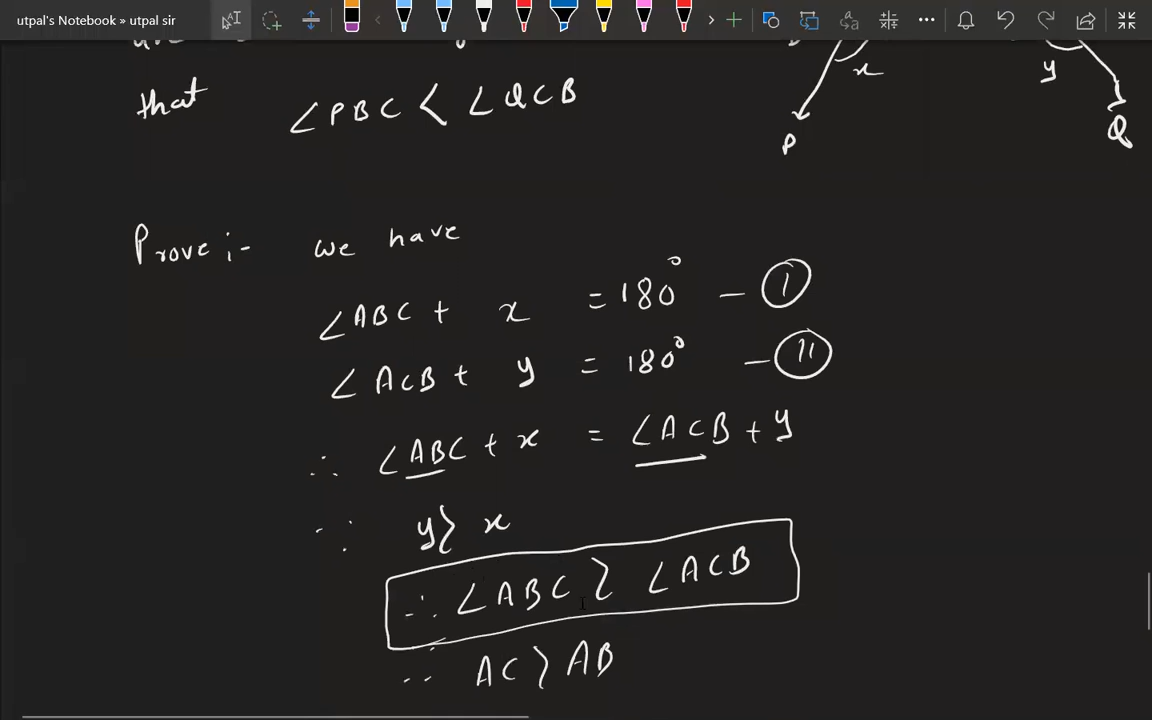 utpal's Notebook » utpal sir
that ∠PBC < ∠QCB
x
y
P
Q
Prove :- we have
∠ABC + x = 180° — (I)
∠ACB + y = 180° — (II)
∴ ∠ABC + x = ∠ACB + y
∵ y > x
∴ ∠ABC > ∠ACB
∴ AC > AB